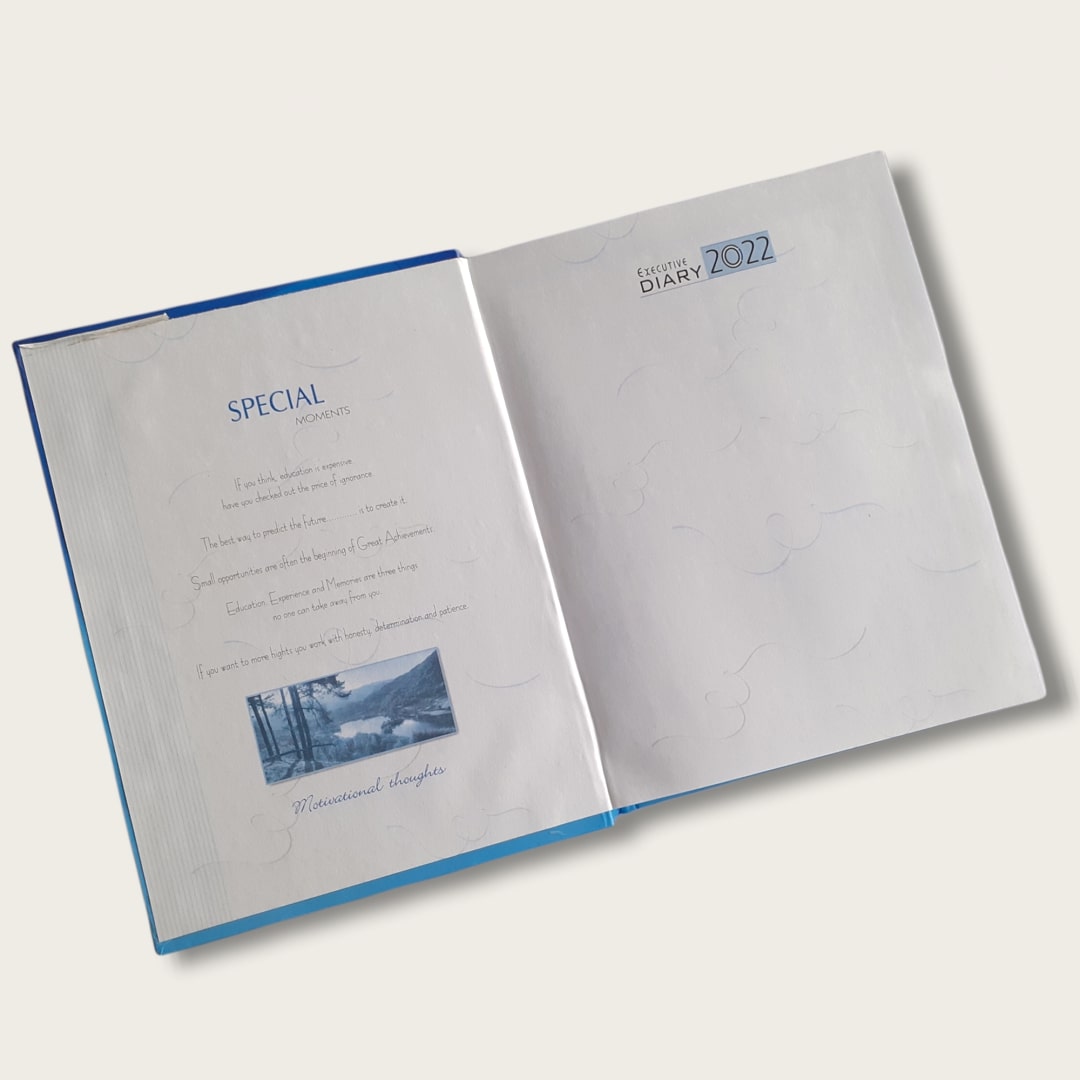 SPECIAL
MOMENTS
If you think, education is expensive,
have you checked out the price of ignorance.
The best way to predict the future............ is to create it.
Small opportunities are often the beginning of Great Achievements.
Education, Experience and Memories are three things
no one can take away from you.
If you want to more hights you work with honesty, determination and patience.
Motivational thoughts
EXECUTIVE
DIARY 2022